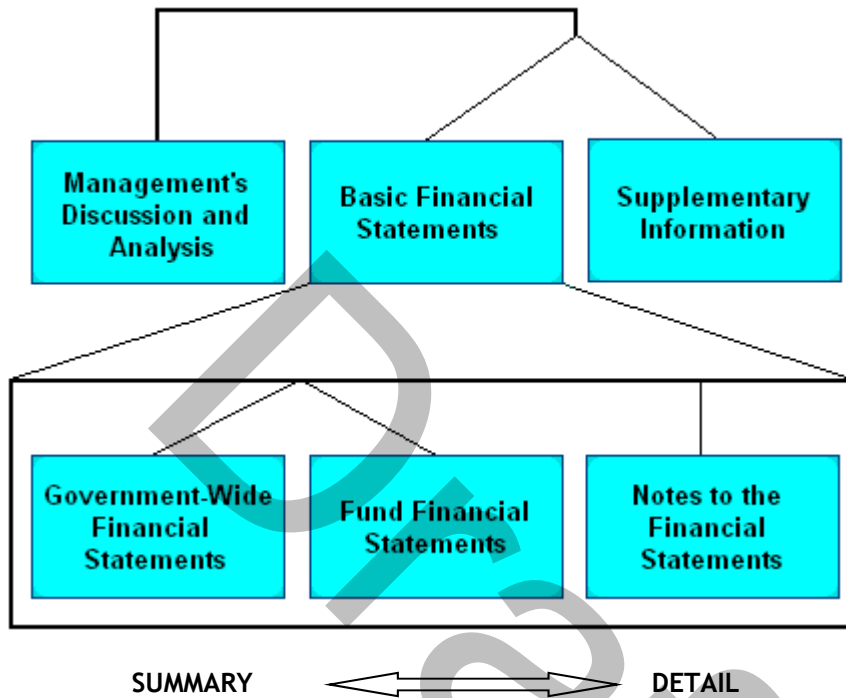 Management's
Discussion and
Analysis
Basic Financial
Statements
Supplementary
Information
Government-Wide
Financial
Statements
Fund Financial
Statements
Notes to the
Financial
Statements
SUMMARY
DETAIL